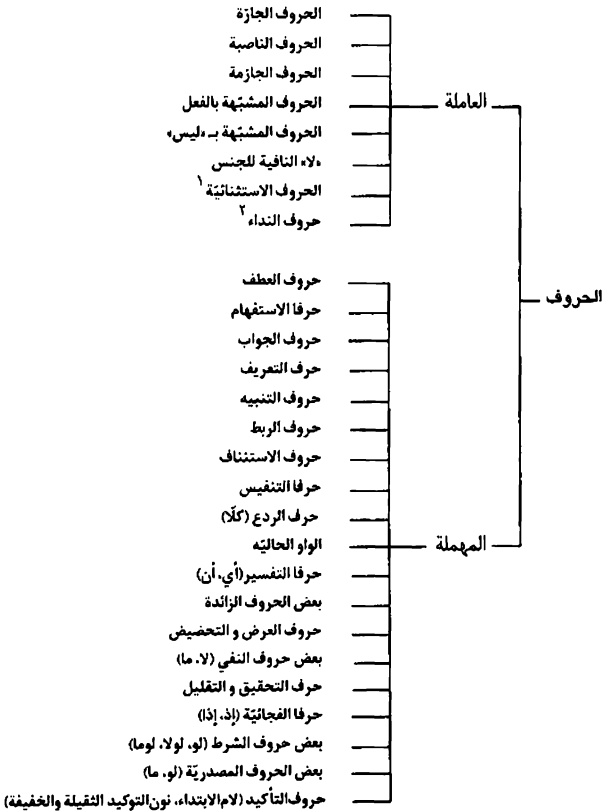 الحروف
العاملة
الحروف الجارّة
الحروف الناصبة
الحروف الجازمة
الحروف المشبّهة بالفعل
الحروف المشبّهة بـ «ليس»
«لا» النافية للجنس
الحروف الاستثنائيّة ١
حروف النداء ٢
المهملة
حروف العطف
حرفا الاستفهام
حروف الجواب
حرف التعريف
حروف التنبيه
حروف الربط
حروف الاستئناف
حرفا التنفيس
حرف الردع (كلّا)
الواو الحاليّه
حرفا التفسير(أي، أن)
بعض الحروف الزائدة
حروف العرض و التحضيض
بعض حروف النفي (لا، ما)
حرف التحقيق و التقليل
حرفا الفجائيّة (إذ، إذا)
بعض حروف الشرط (لو، لولا، لوما)
بعض الحروف المصدريّة (لو، ما)
حروف‌التأكيد (لام‌الابتداء، نون‌التوكيد الثقيلة والخفيفة)